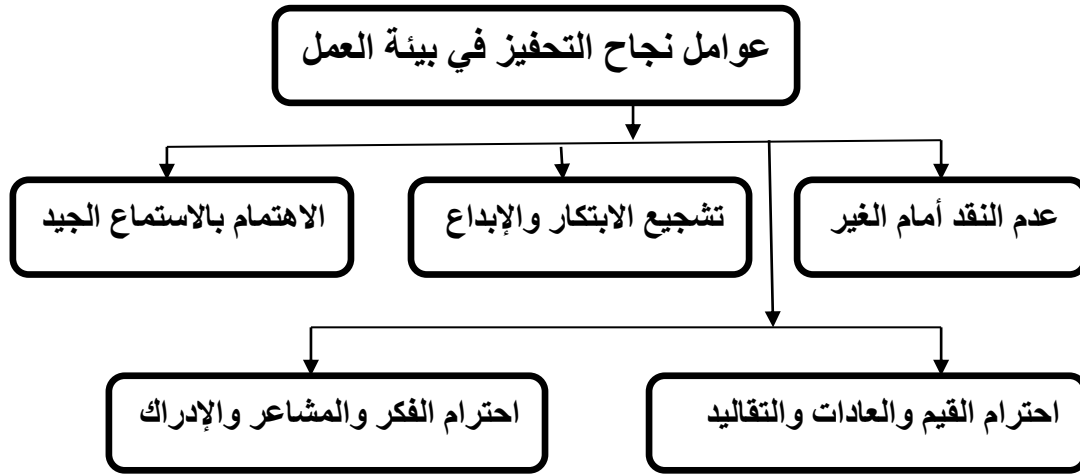 عوامل نجاح التحفيز في بيئة العمل
عدم النقد أمام الغير
تشجيع الابتكار والإبداع
الاهتمام بالاستماع الجيد
احترام القيم والعادات والتقاليد
احترام الفكر والمشاعر والإدراك